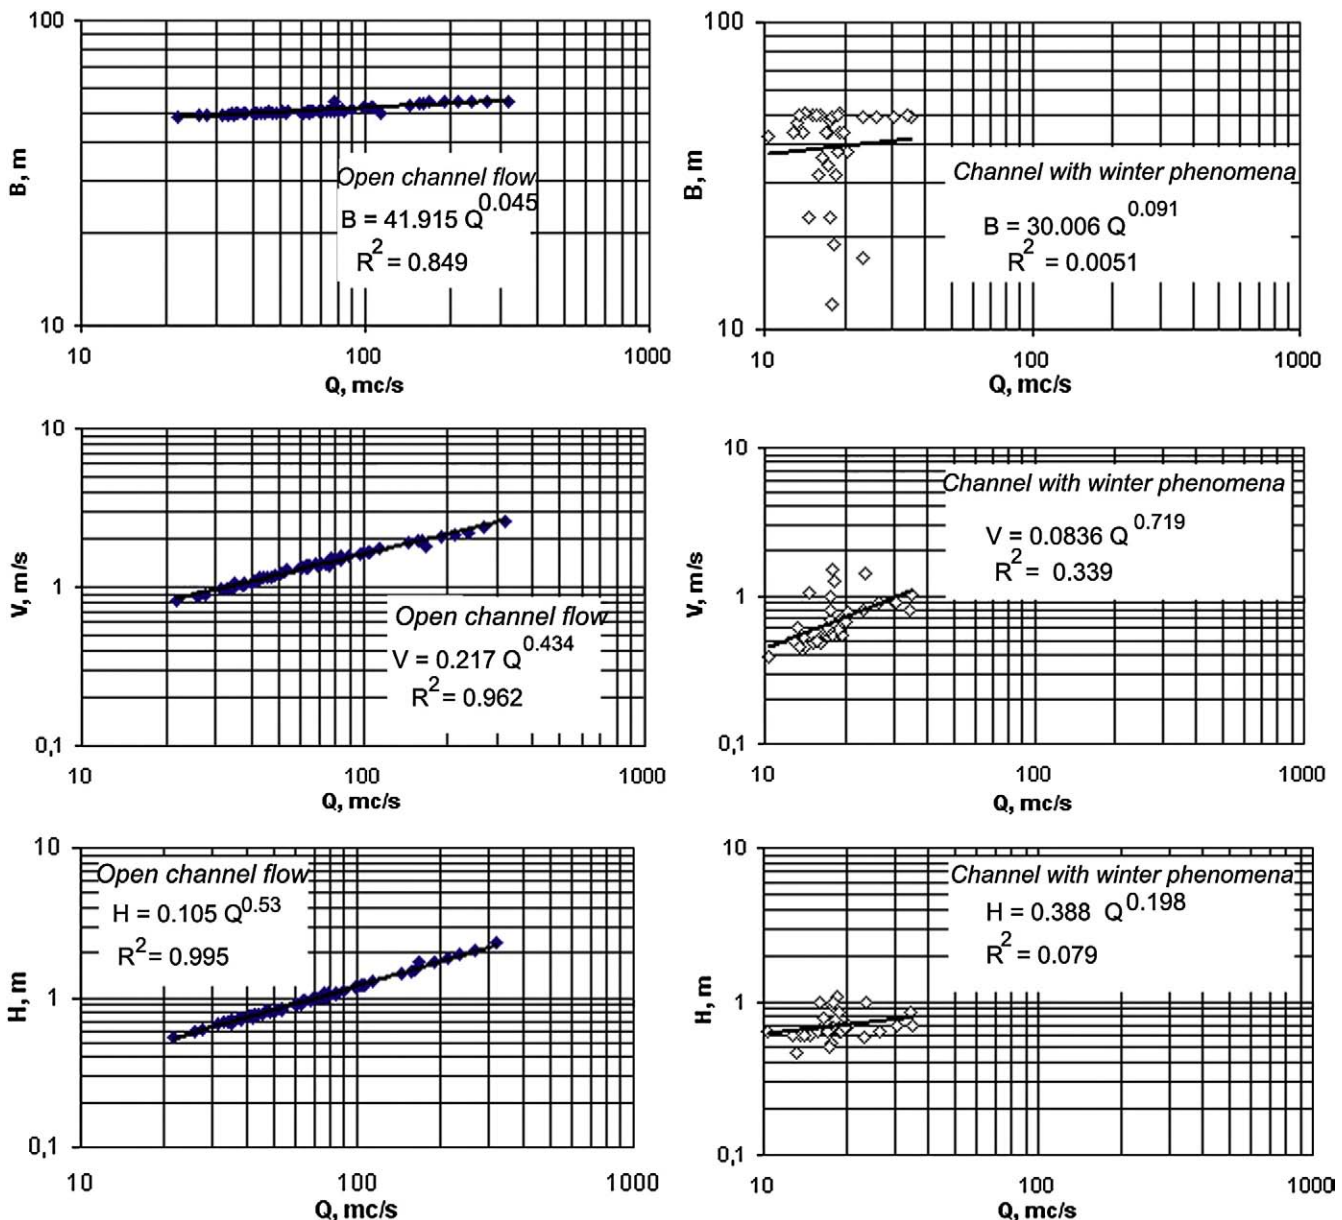 100
10
B, m
Open channel flow
B = 41.915 Q^0.045
R^2 = 0.849
10 100 1000
Q, mc/s
100
10
B, m
Channel with winter phenomena
B = 30.006 Q^0.091
R^2 = 0.0051
10 100 1000
Q, mc/s
10
1
0,1
V, m/s
Open channel flow
V = 0.217 Q^0.434
R^2 = 0.962
10 100 1000
Q, mc/s
10
1
0,1
V, m/s
Channel with winter phenomena
V = 0.0836 Q^0.719
R^2 = 0.339
10 100 1000
Q, mc/s
10
1
0,1
H, m
Open channel flow
H = 0.105 Q^0.53
R^2 = 0.995
10 100 1000
Q, mc/s
10
1
0,1
H, m
Channel with winter phenomena
H = 0.388 Q^0.198
R^2 = 0.079
10 100 1000
Q, mc/s